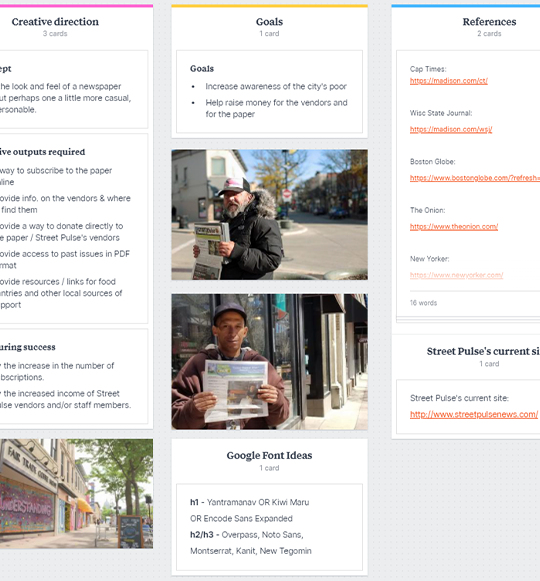 Creative direction
3 cards
ept
he look and feel of a newspaper
ut perhaps one a little more casual,
ersonable.
ive outputs required
way to subscribe to the paper
nline
ovide info. on the vendors & where
find them
ovide a way to donate directly to
e paper / Street Pulse's vendors
ovide access to past issues in PDF
rmat
ovide resources / links for food
ntries and other local sources of
pport
uring success
y the increase in the number of
bscriptions.
y the increased income of Street
ulse vendors and/or staff members.
FAIR TRADE COFFEE HOUSE
UNDERSTANDING
Goals
1 card
Goals
• Increase awareness of the city's poor
• Help raise money for the vendors and
for the paper
Google Font Ideas
1 card
h1 - Yantramanav OR Kiwi Maru
OR Encode Sans Expanded
h2/h3 - Overpass, Noto Sans,
Montserrat, Kanit, New Tegomin
References
2 cards
Cap Times:
https://madison.com/ct/
Wisc State Journal:
https://madison.com/wsj/
Boston Globe:
https://www.bostonglobe.com/?refresh=
The Onion:
https://www.theonion.com/
New Yorker:
https://www.newyorker.com/
16 words
Street Pulse's current si
1 card
Street Pulse's current site:
http://www.streetpulsenews.com/